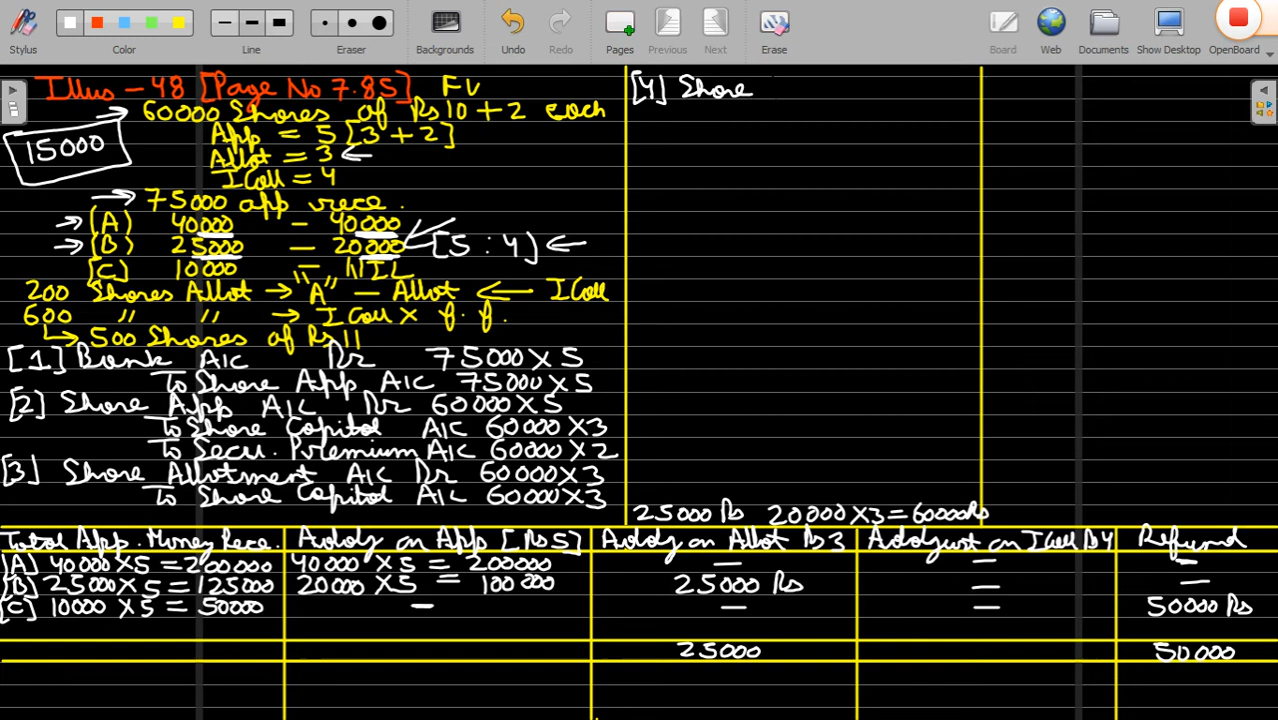 Stylus
Color
Line
Eraser
Backgrounds
Undo
Redo
Pages
Previous
Next
Erase
Board
Web
Documents
Show Desktop
OpenBoard
Illus - 48 [Page No 7.85] FV
→ 60000 Shares of Rs 10 + 2 each
App = 5 [3 + 2]
15000
Allot = 3 ←
I Call = 4
→ 75000 app rece.
→ (A) 40000 - 40000
→ (B) 25000 - 20000 [5 : 4] ←
[C] 10000 - NIL
200 Shares Allot → "A" - Allot ← I Call
600 " " → I Call × f. f.
↳ 500 Shares of Rs 11
[1] Bank A/C Dr 75000 X 5
To Share App A/C 75000 X 5
[2] Share App A/C Dr 60000 X 5
To Share Capital A/C 60000 X 3
To Secu. Premium A/C 60000 X 2
[3] Share Allotment A/C Dr 60000 X 3
To Share Capital A/C 60000 X 3
[4] Share
25000 Rs 20000 X 3 = 60000 Rs
Total App. Money Rece. Addj on App [Rs 5] Addj on Allot Rs 3 Addjust on I Call Rs 4 Refund
[A] 40000 X 5 = 200000 40000 X 5 = 200000 - - -
[B] 25000 X 5 = 125000 20000 X 5 = 100000 25000 Rs - -
[C] 10000 X 5 = 50000 - - - 50000 Rs
25000 50000